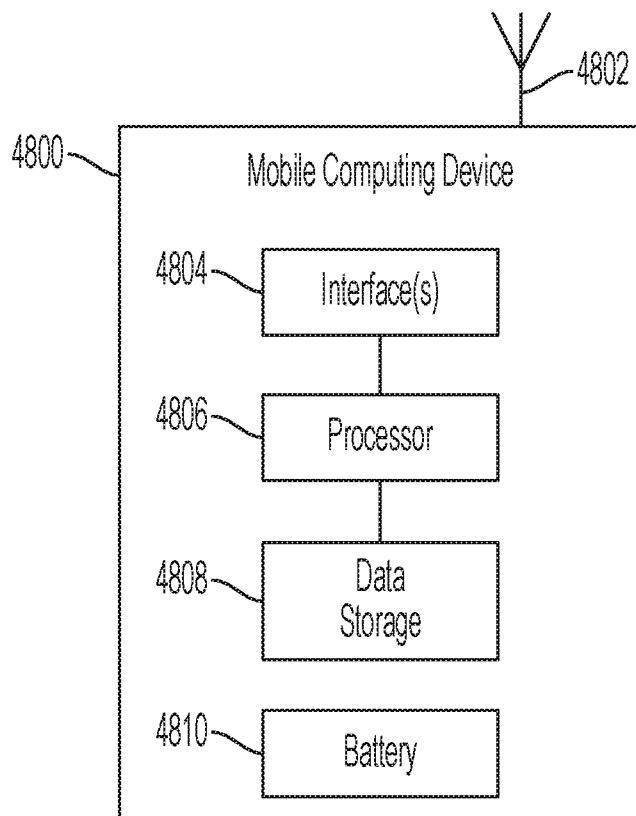 4802
4800
Mobile Computing Device
4804
Interface(s)
4806
Processor
4808
Data
Storage
4810
Battery